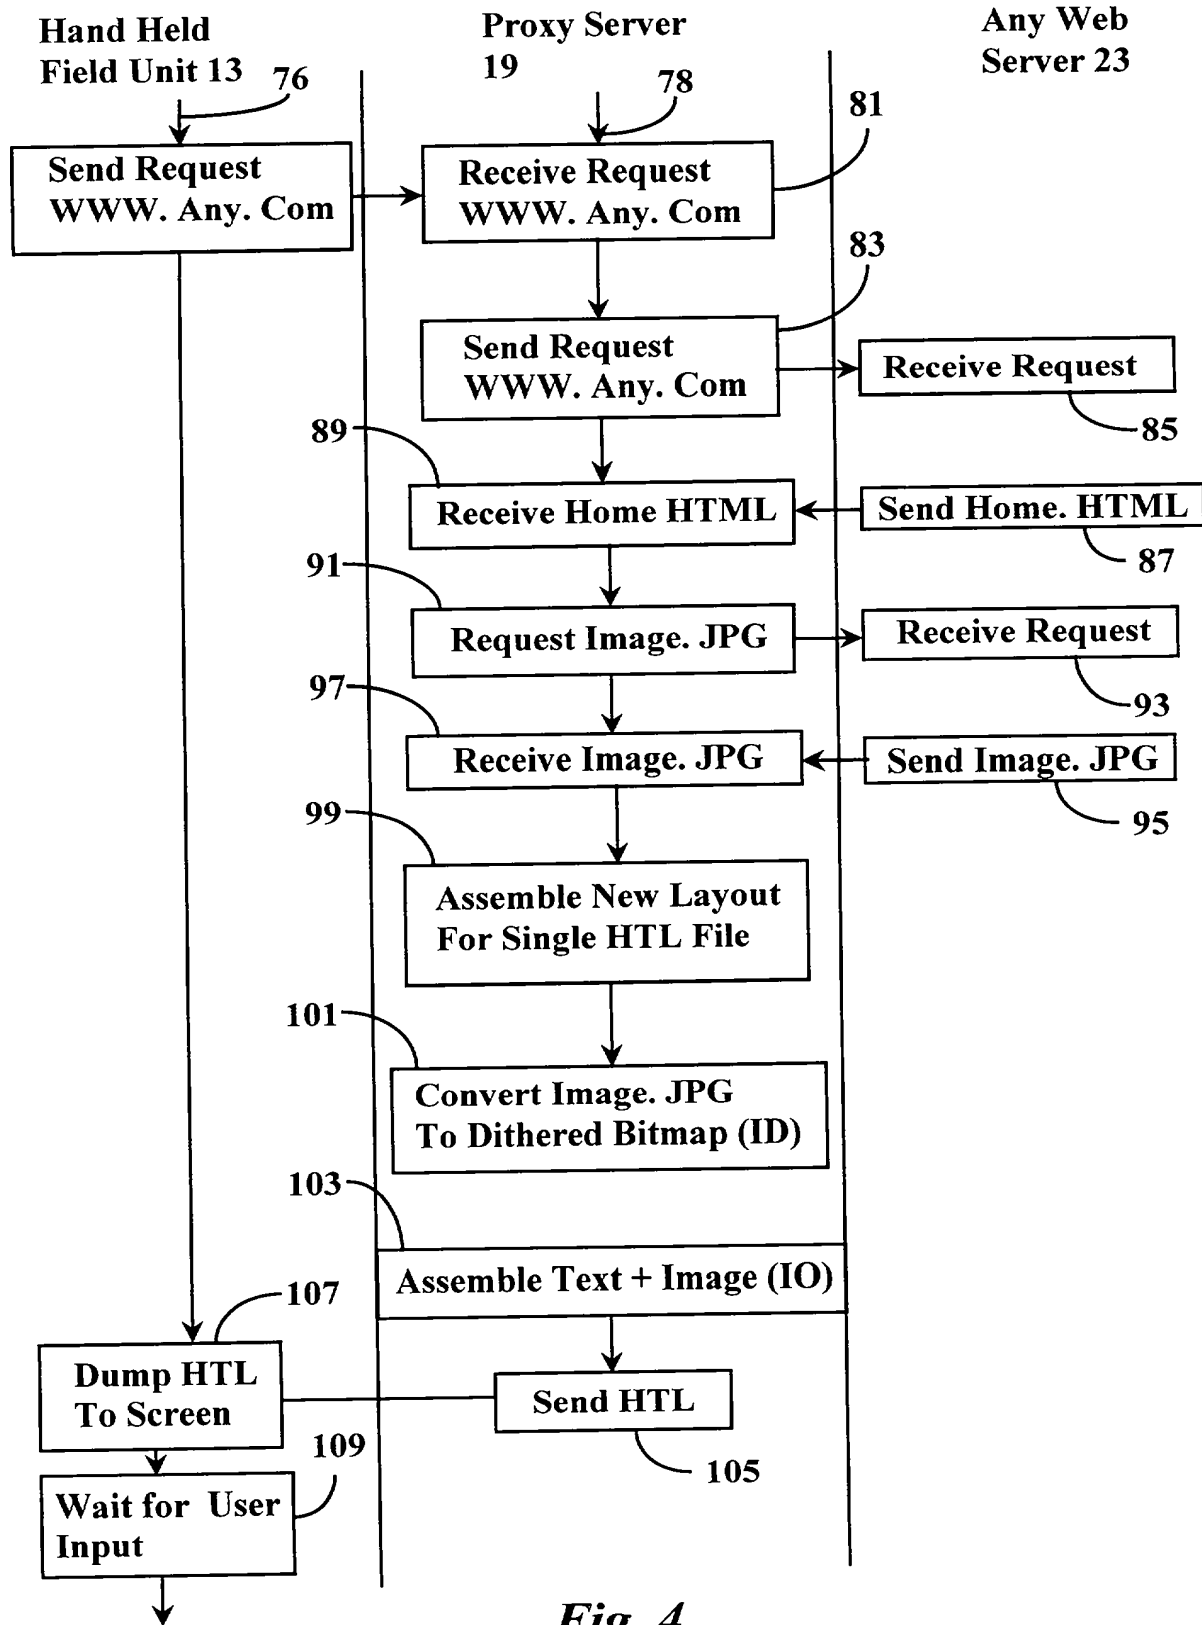 Hand Held
Field Unit 13
Proxy Server
19
Any Web
Server 23
76
78
81
Send Request
WWW. Any. Com
Receive Request
WWW. Any. Com
83
Send Request
WWW. Any. Com
Receive Request
85
89
Receive Home HTML
Send Home. HTML
87
91
Request Image. JPG
Receive Request
93
97
Receive Image. JPG
Send Image. JPG
95
99
Assemble New Layout
For Single HTL File
101
Convert Image. JPG
To Dithered Bitmap (ID)
103
Assemble Text + Image (IO)
107
Dump HTL
To Screen
Send HTL
105
109
Wait for User
Input
Fig. 4